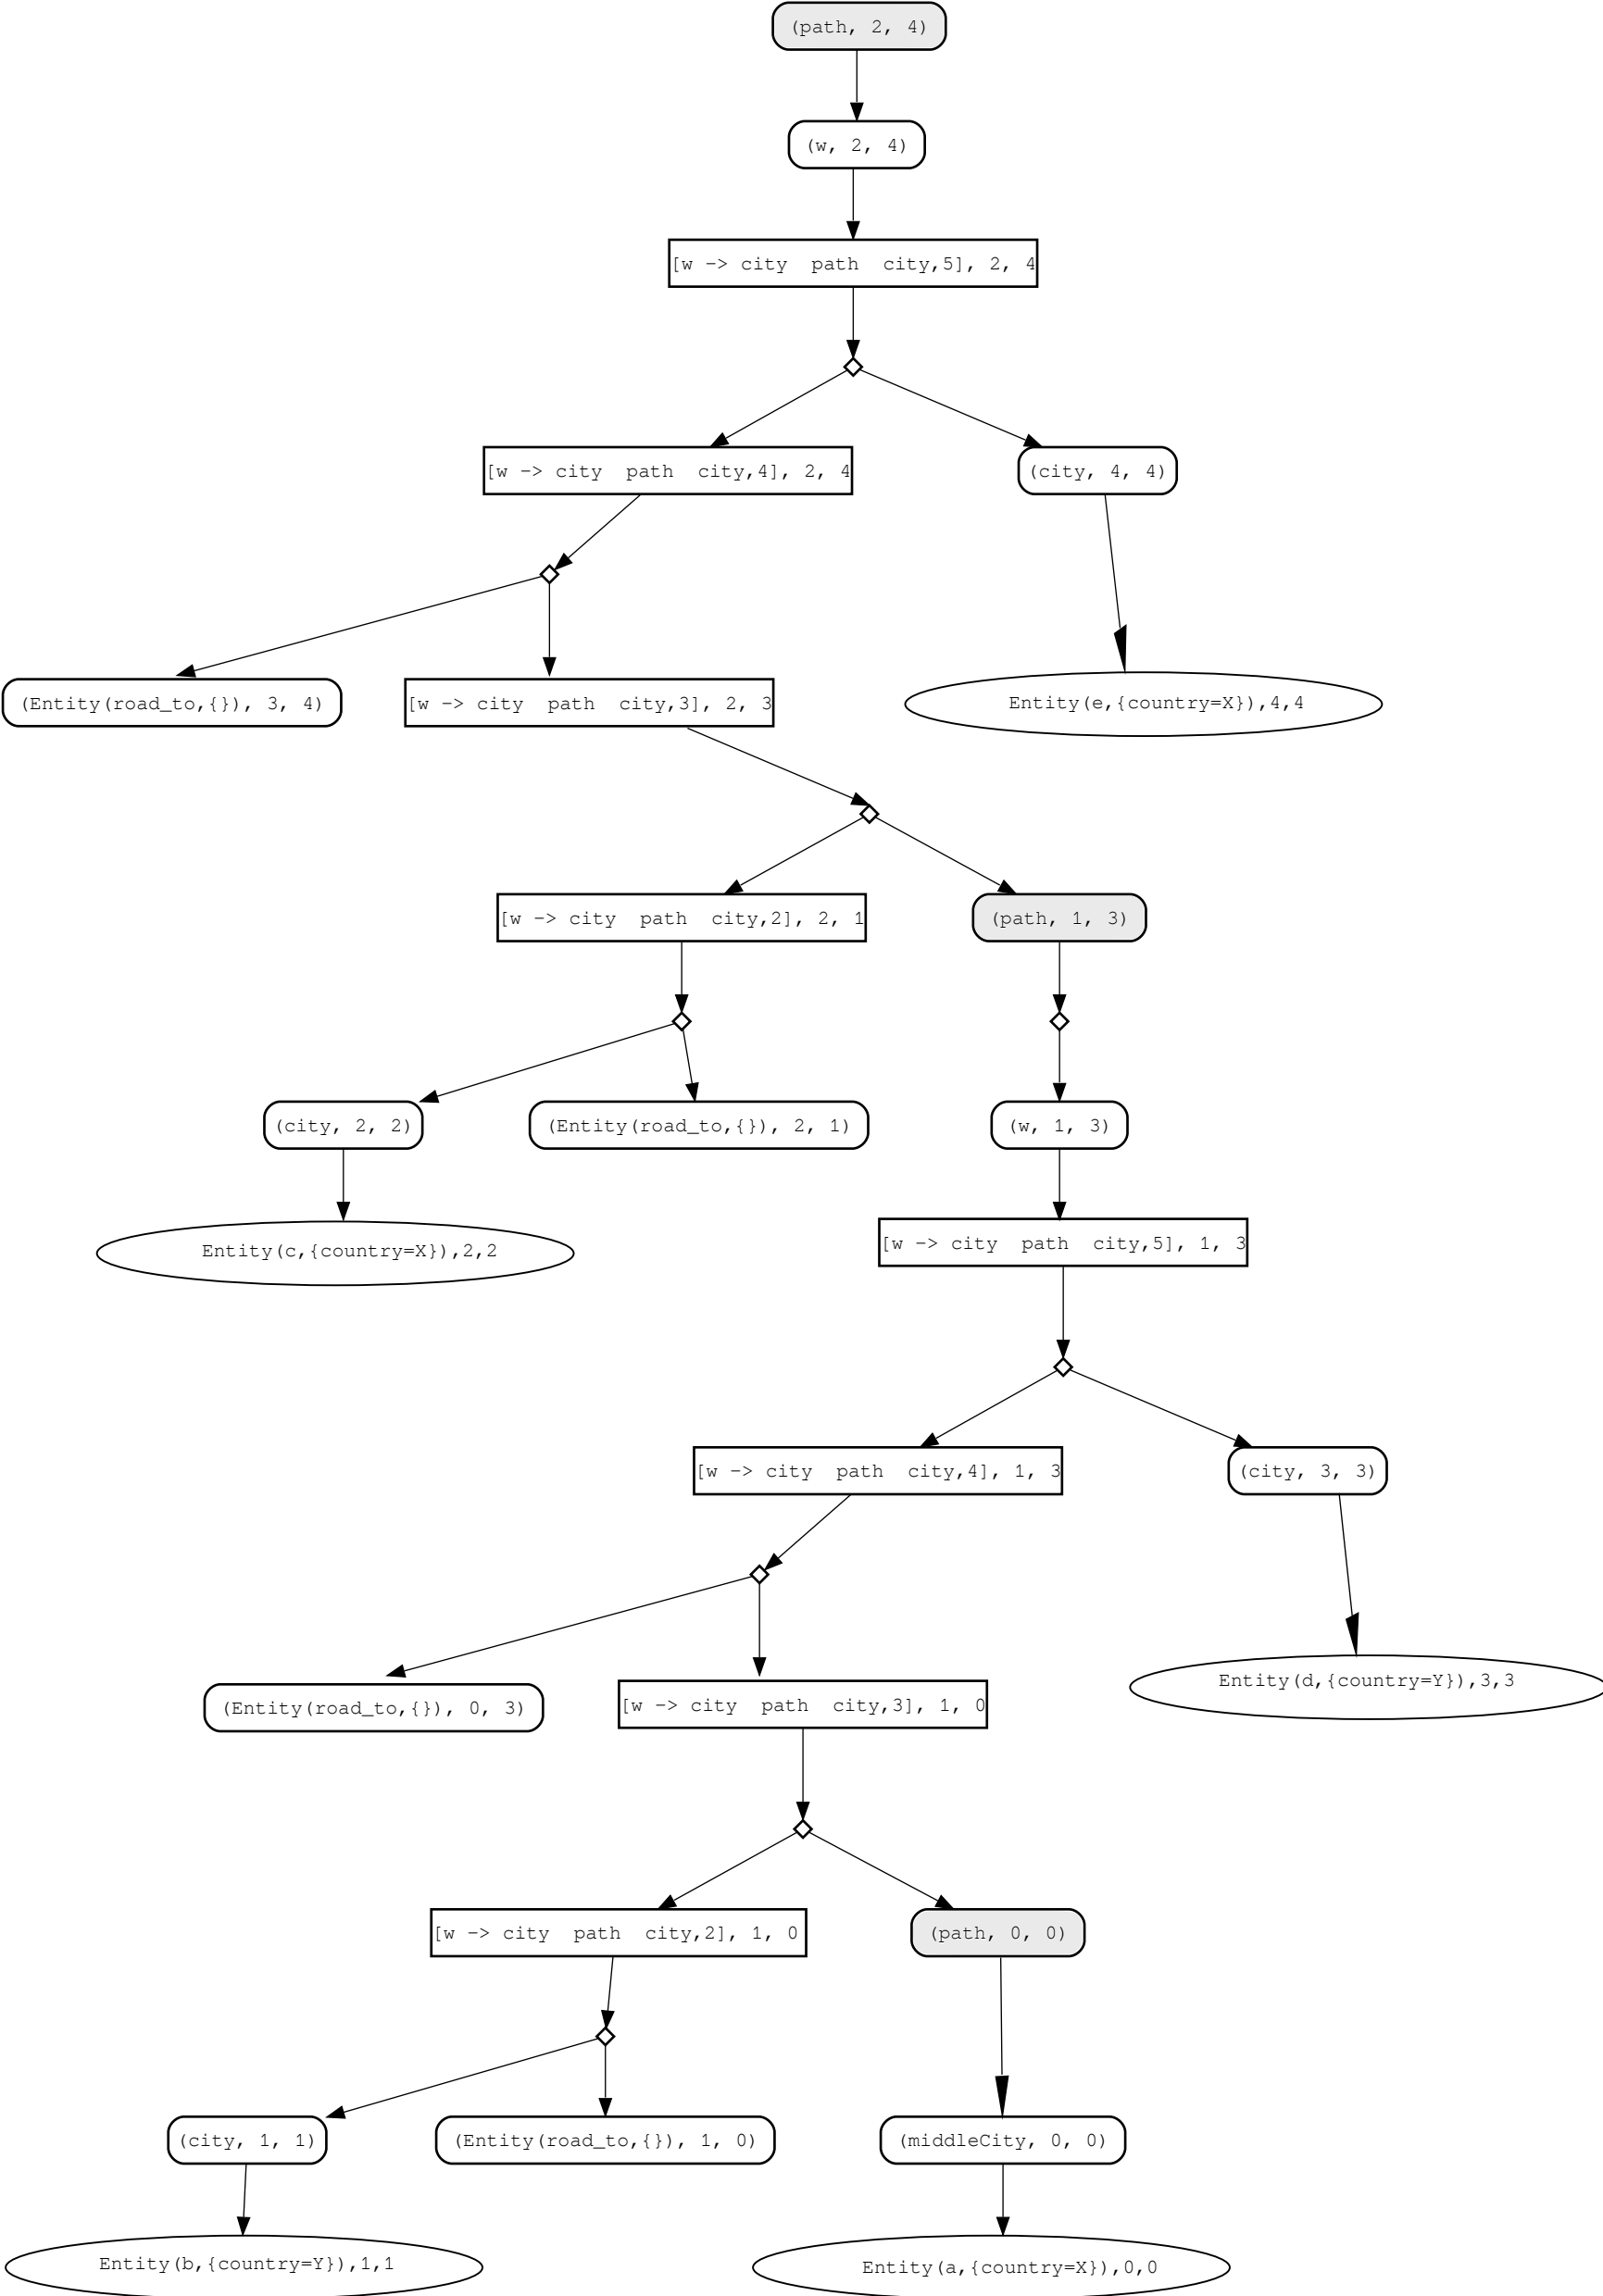 (path, 2, 4)
(w, 2, 4)
[w -> city  path  city,5], 2, 4
[w -> city  path  city,4], 2, 4
(city, 4, 4)
(Entity(road_to,{}), 3, 4)
[w -> city  path  city,3], 2, 3
Entity(e,{country=X}),4,4
[w -> city  path  city,2], 2, 1
(path, 1, 3)
(city, 2, 2)
(Entity(road_to,{}), 2, 1)
(w, 1, 3)
Entity(c,{country=X}),2,2
[w -> city  path  city,5], 1, 3
[w -> city  path  city,4], 1, 3
(city, 3, 3)
(Entity(road_to,{}), 0, 3)
[w -> city  path  city,3], 1, 0
Entity(d,{country=Y}),3,3
[w -> city  path  city,2], 1, 0
(path, 0, 0)
(city, 1, 1)
(Entity(road_to,{}), 1, 0)
(middleCity, 0, 0)
Entity(b,{country=Y}),1,1
Entity(a,{country=X}),0,0